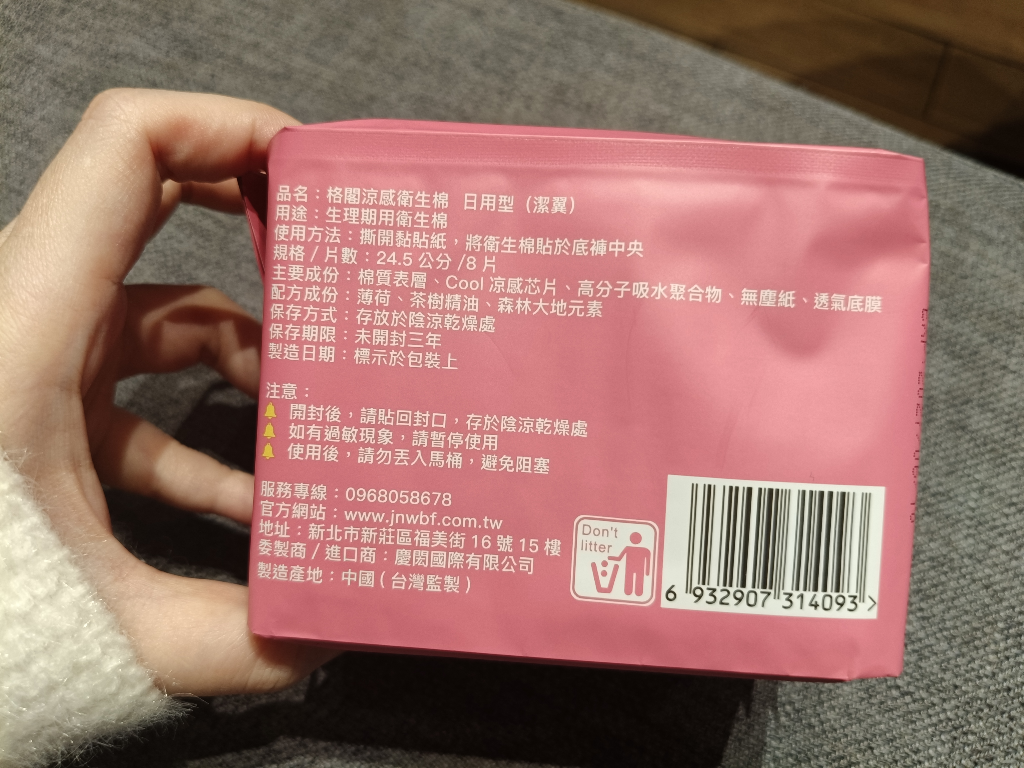 品名：格閣涼感衛生棉 日用型（潔翼）
用途：生理期用衛生棉
使用方法：撕開黏貼紙，將衛生棉貼於底褲中央
規格 / 片數：24.5 公分 /8 片
主要成份：棉質表層、Cool 涼感芯片、高分子吸水聚合物、無塵紙、透氣底膜
配方成份：薄荷、茶樹精油、森林大地元素
保存方式：存放於陰涼乾燥處
保存期限：未開封三年
製造日期：標示於包裝上
注意：
開封後，請貼回封口，存於陰涼乾燥處
如有過敏現象，請暫停使用
使用後，請勿丟入馬桶，避免阻塞
服務專線：0968058678
官方網站：www.jnwbf.com.tw
地址：新北市新莊區福美街 16 號 15 樓
委製商 / 進口商：慶閎國際有限公司
製造產地：中國 ( 台灣監製 )
Don't
litter
6 932907 314093 >